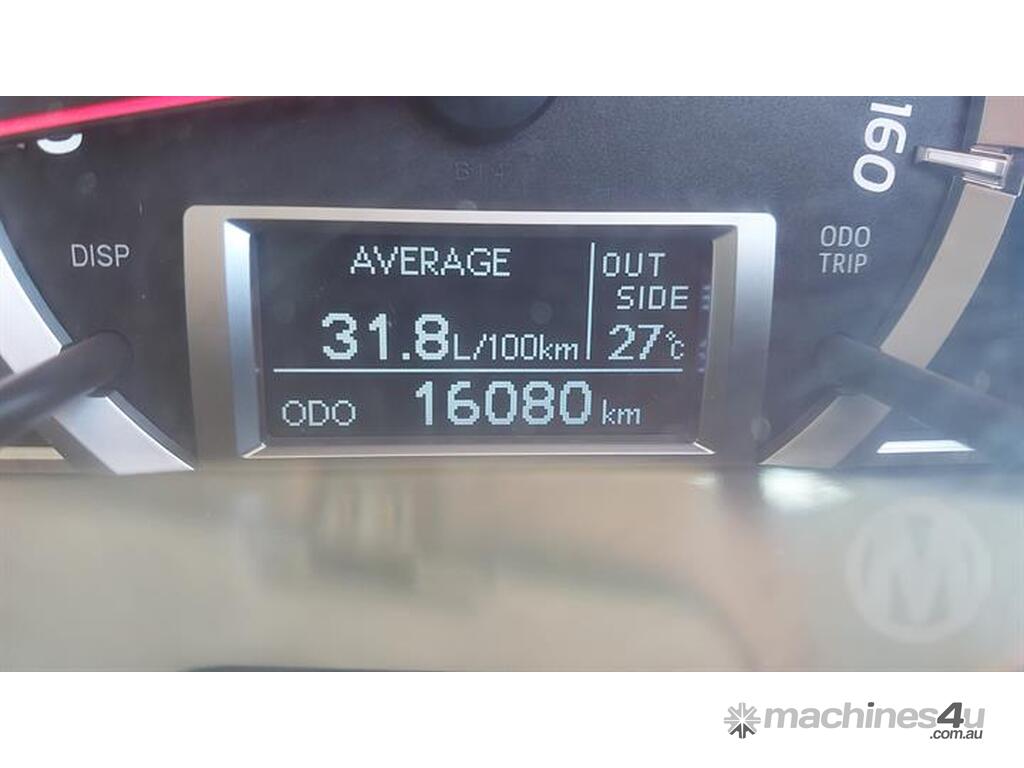 160
DISP
ODO
TRIP
AVERAGE
OUT
SIDE
31.8L/100km
27℃
ODO 16080 km
M
machines4u
.com.au